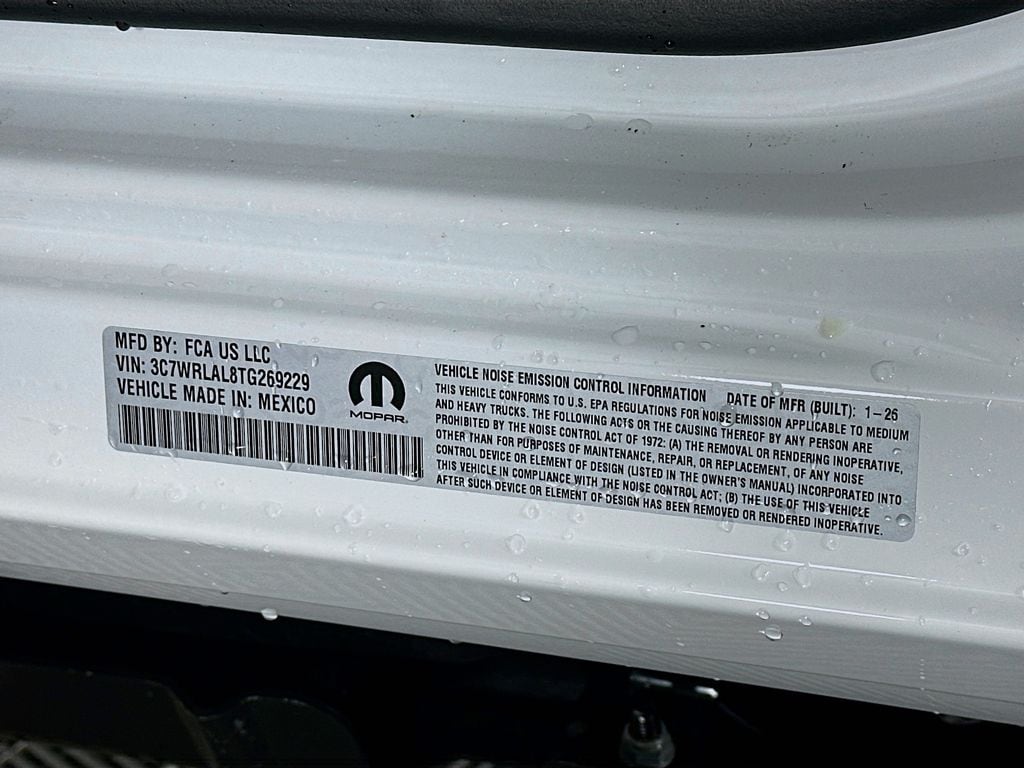 MFD BY: FCA US LLC
VIN: 3C7WRLAL8TG269229
VEHICLE MADE IN: MEXICO
MOPAR®
VEHICLE NOISE EMISSION CONTROL INFORMATION DATE OF MFR (BUILT): 1-26
THIS VEHICLE CONFORMS TO U.S. EPA REGULATIONS FOR NOISE EMISSION APPLICABLE TO MEDIUM
AND HEAVY TRUCKS. THE FOLLOWING ACTS OR THE CAUSING THEREOF BY ANY PERSON ARE
PROHIBITED BY THE NOISE CONTROL ACT OF 1972: (A) THE REMOVAL OR RENDERING INOPERATIVE,
OTHER THAN FOR PURPOSES OF MAINTENANCE, REPAIR, OR REPLACEMENT, OF ANY NOISE
CONTROL DEVICE OR ELEMENT OF DESIGN (LISTED IN THE OWNER'S MANUAL) INCORPORATED INTO
THIS VEHICLE IN COMPLIANCE WITH THE NOISE CONTROL ACT; (B) THE USE OF THIS VEHICLE
AFTER SUCH DEVICE OR ELEMENT OF DESIGN HAS BEEN REMOVED OR RENDERED INOPERATIVE.